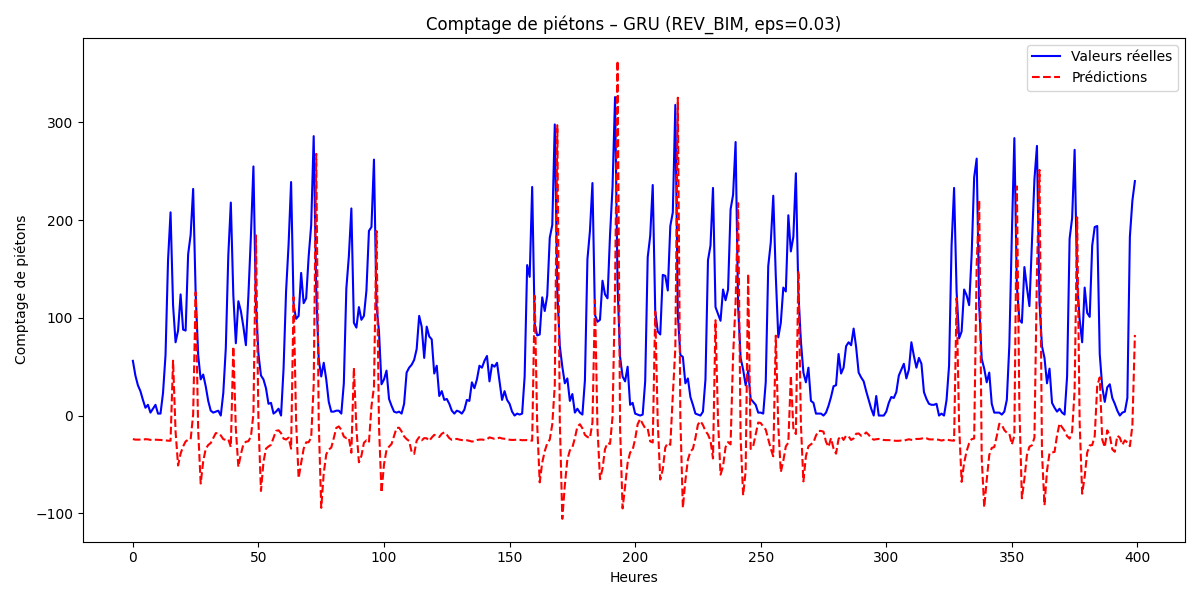 Comptage de piétons – GRU (REV_BIM, eps=0.03)
Valeurs réelles
Prédictions
Comptage de piétons
300
200
100
0
−100
0 50 100 150 200 250 300 350 400
Heures